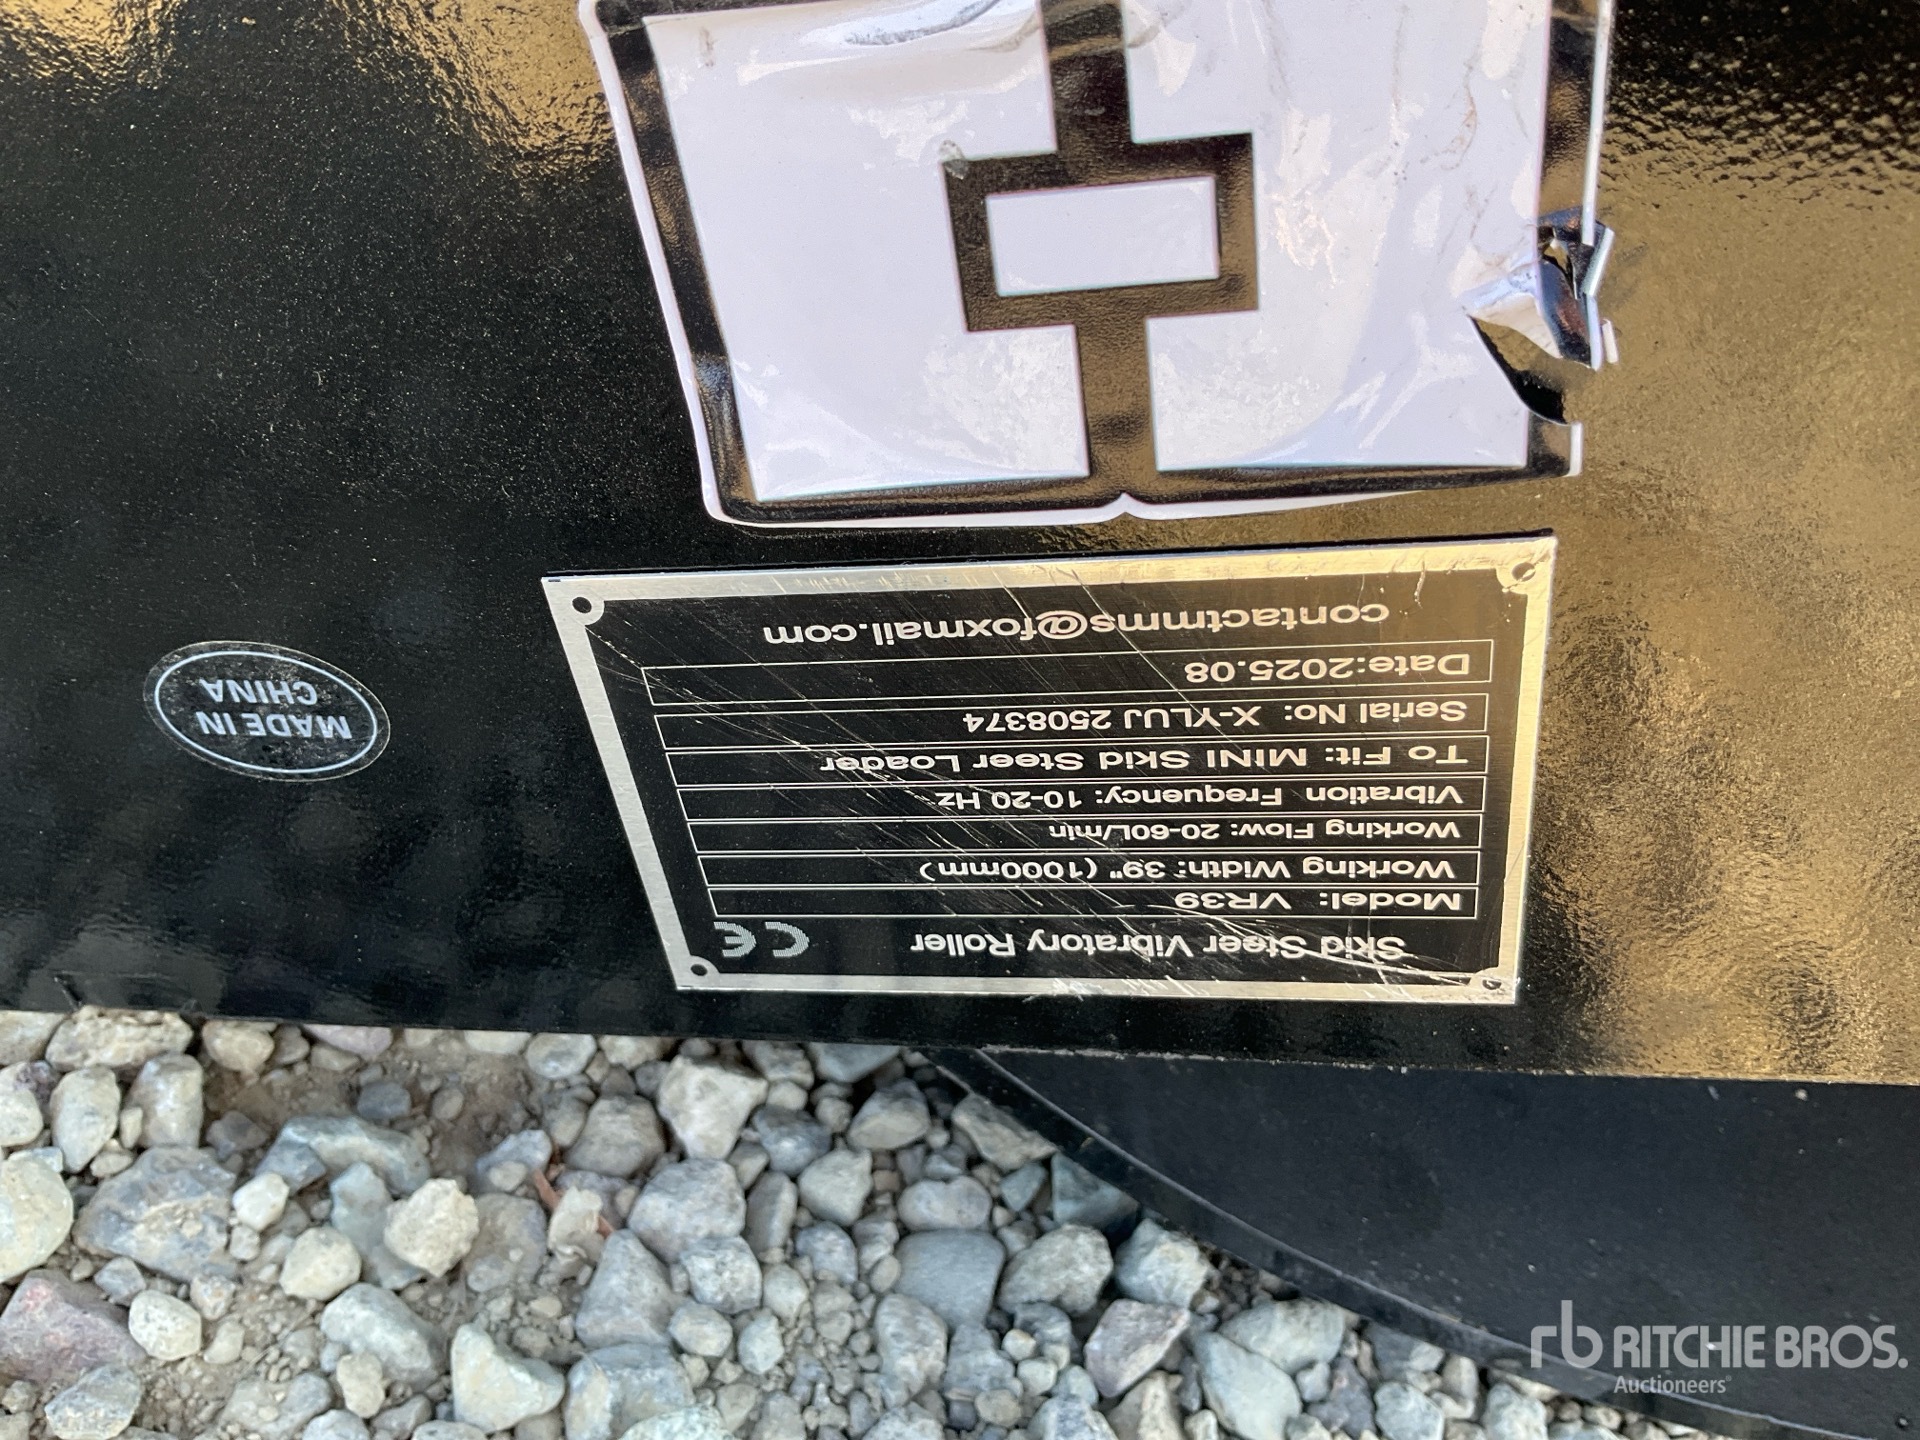 Skid Steer Vibratory Roller CE
Model: VR39
Working Width: 39" (1000mm)
Working Flow: 20-60L/min
Vibration Frequency: 10-20 Hz
To Fit: MINI Skid Steer Loader
Serial No: X-YLUJ 2508374
Date:2025.08
contactmms@foxmail.com
MADE IN
CHINA
rb RITCHIE BROS.
Auctioneers